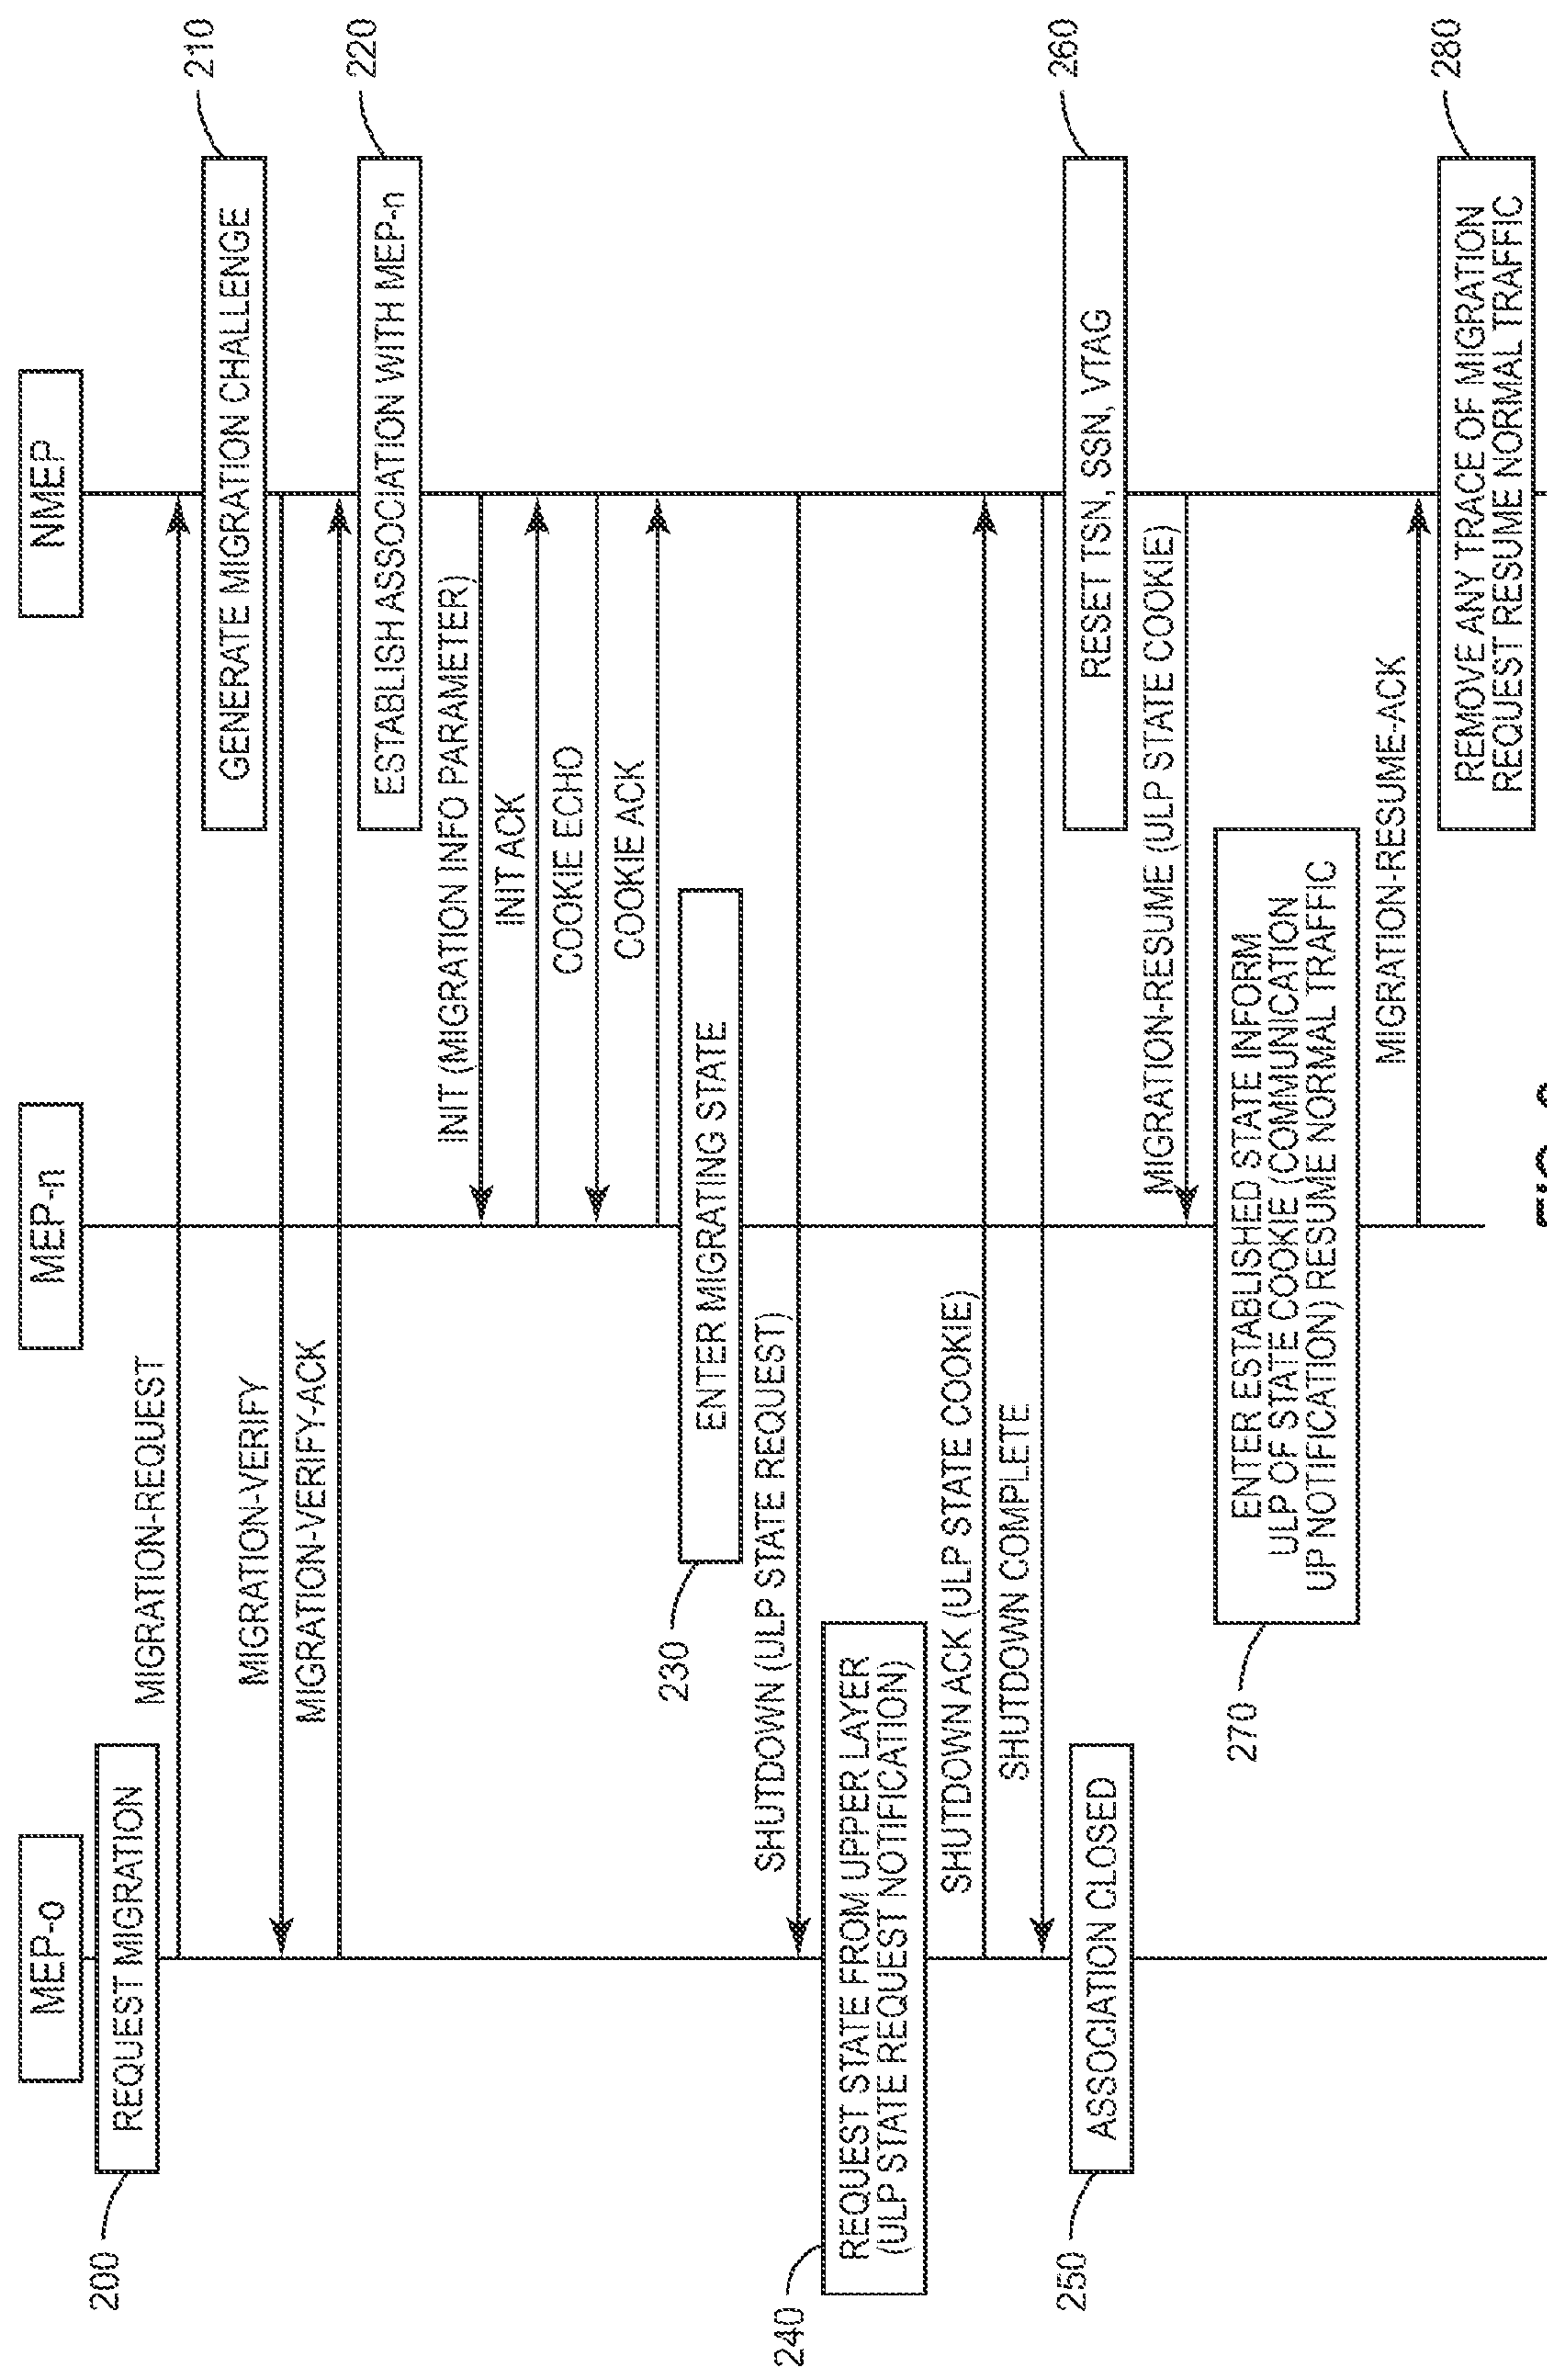 MEP-o
MEP-n
NMEP
REQUEST MIGRATION
200
MIGRATION-REQUEST
GENERATE MIGRATION CHALLENGE
210
MIGRATION-VERIFY
MIGRATION-VERIFY-ACK
ESTABLISH ASSOCIATION WITH MEP-n
220
INIT (MIGRATION INFO PARAMETER)
INIT ACK
COOKIE ECHO
COOKIE ACK
ENTER MIGRATING STATE
230
SHUTDOWN (ULP STATE REQUEST)
REQUEST STATE FROM UPPER LAYER
(ULP STATE REQUEST NOTIFICATION)
240
SHUTDOWN ACK (ULP STATE COOKIE)
SHUTDOWN COMPLETE
ASSOCIATION CLOSED
250
RESET TSN, SSN, VTAG
260
MIGRATION-RESUME (ULP STATE COOKIE)
ENTER ESTABLISHED STATE INFORM
ULP OF STATE COOKIE (COMMUNICATION
UP NOTIFICATION) RESUME NORMAL TRAFFIC
270
MIGRATION-RESUME-ACK
REMOVE ANY TRACE OF MIGRATION
REQUEST RESUME NORMAL TRAFFIC
280